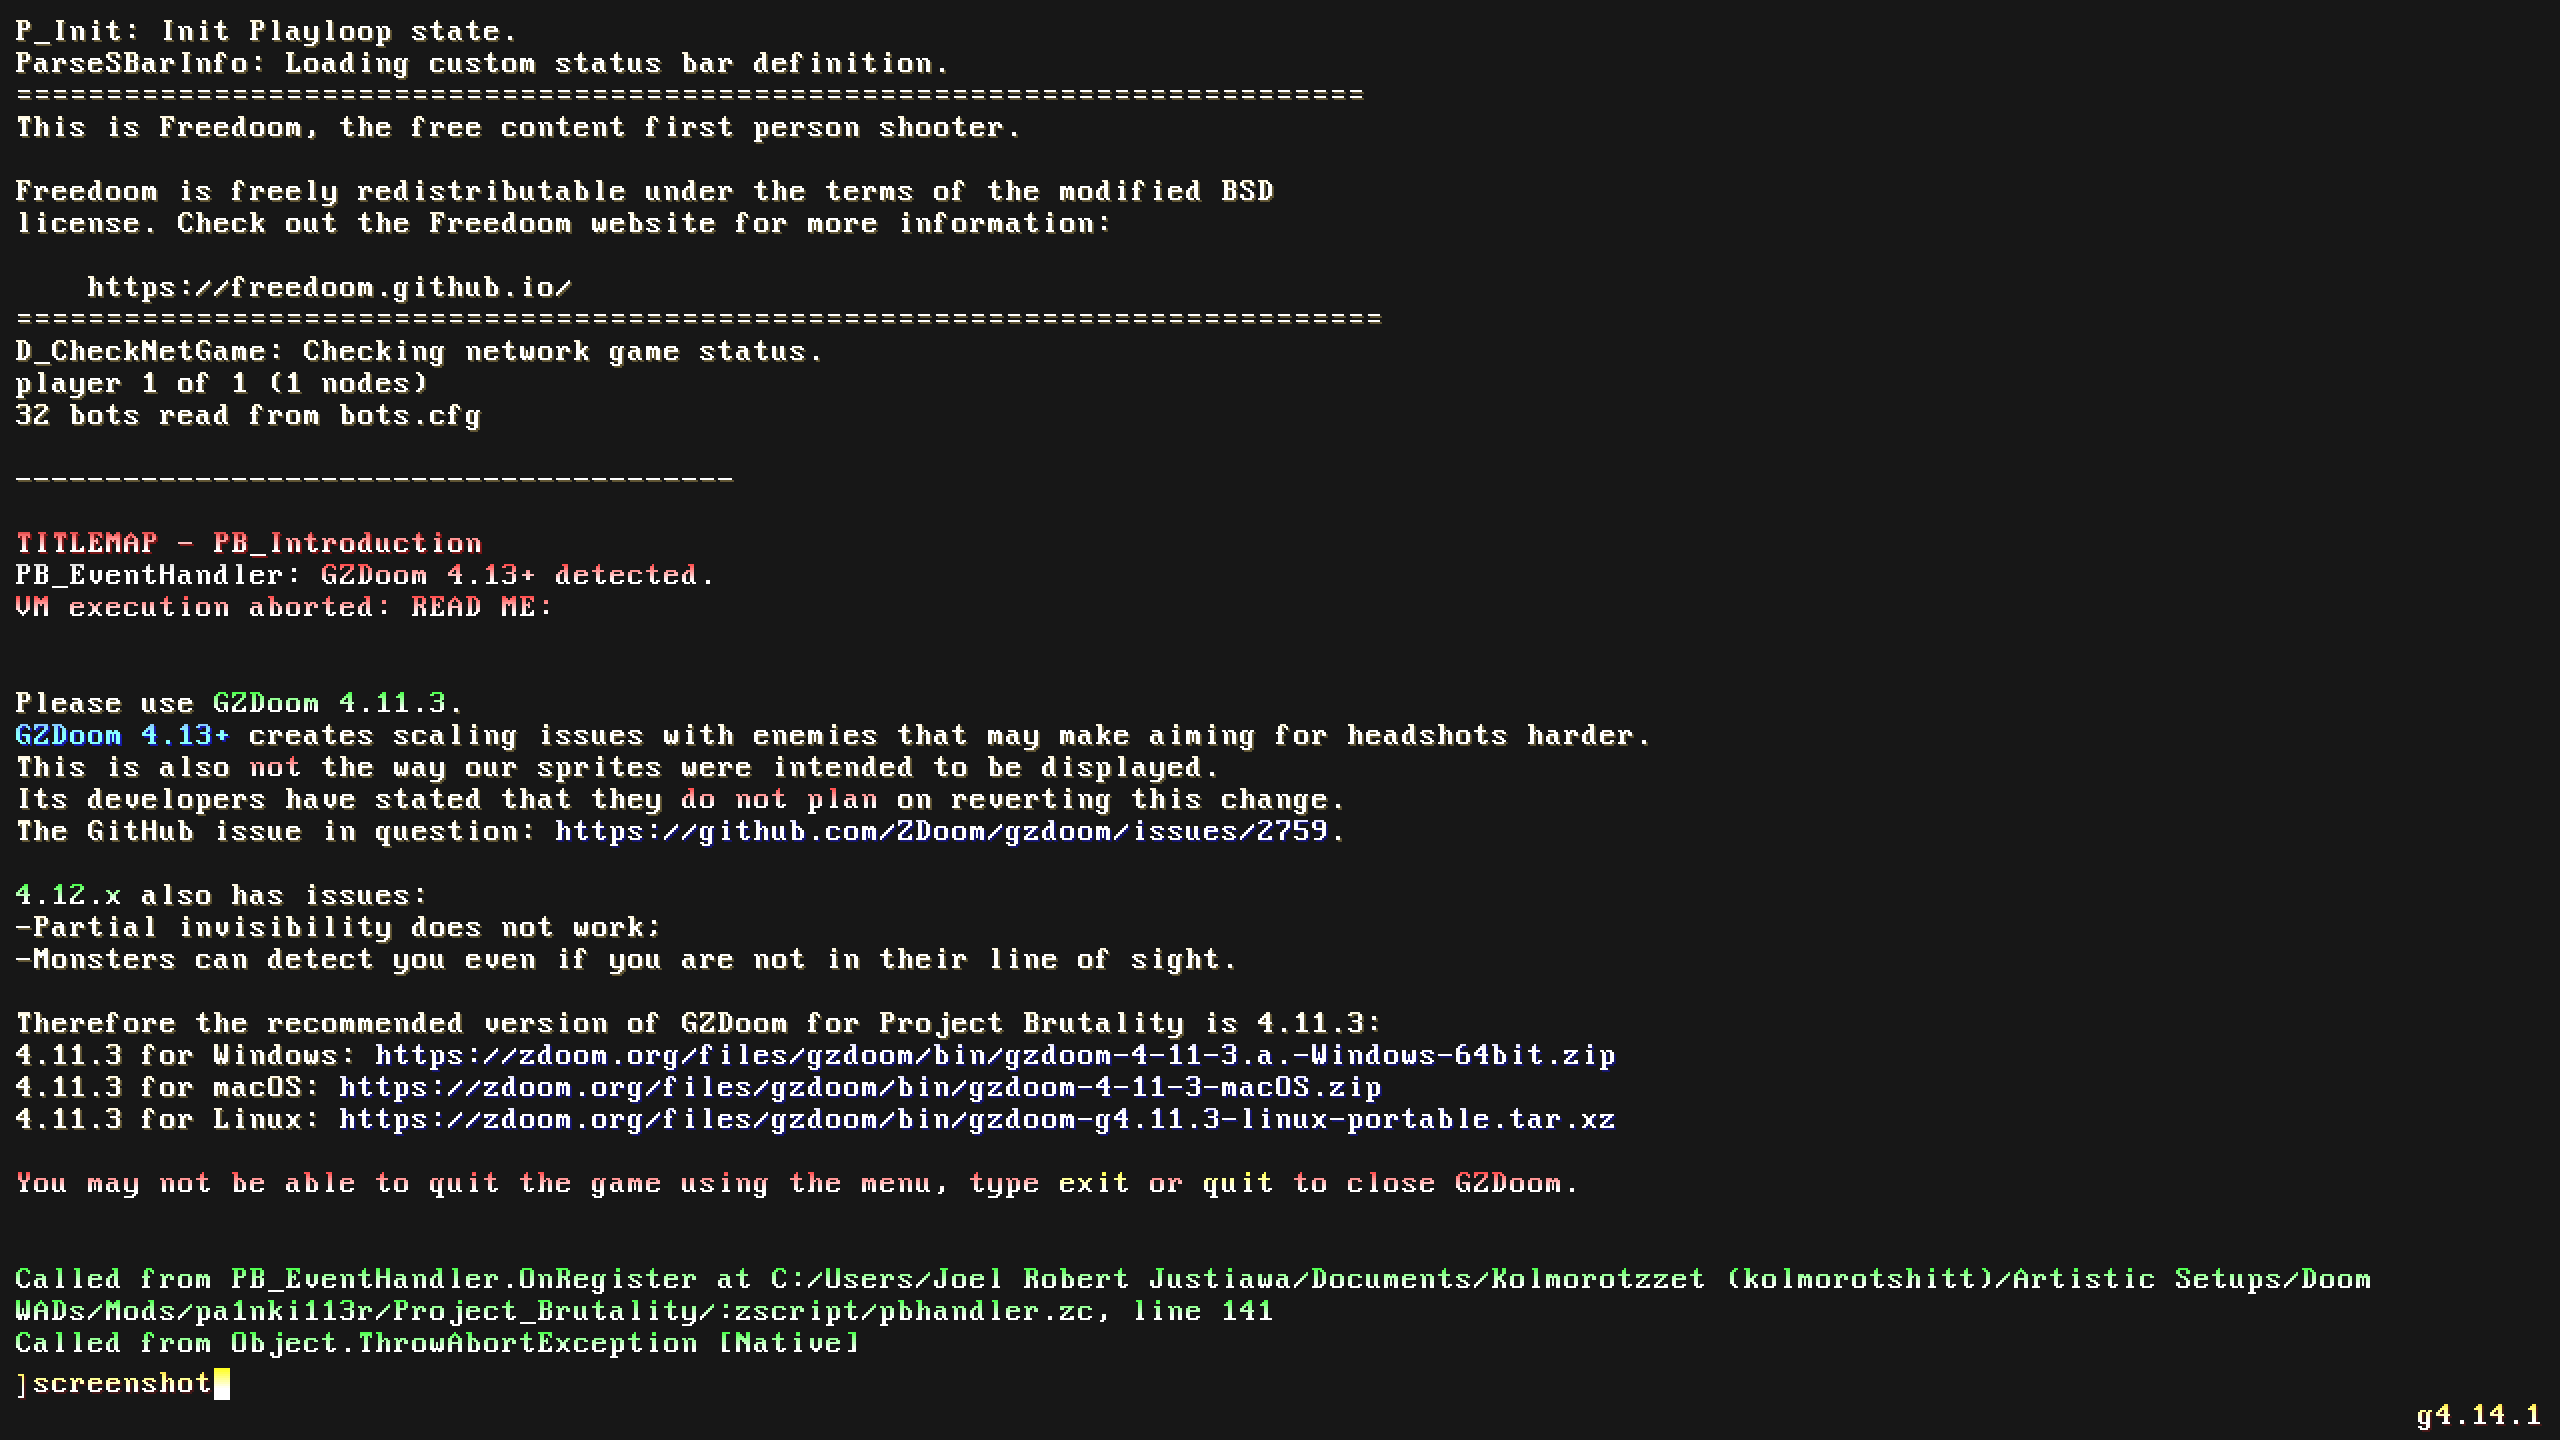 P_Init: Init Playloop state.
ParseSBarInfo: Loading custom status bar definition.
===========================================================================
This is Freedoom, the free content first person shooter.
Freedoom is freely redistributable under the terms of the modified BSD
license. Check out the Freedoom website for more information:
https://freedoom.github.io/
============================================================================
D_CheckNetGame: Checking network game status.
player 1 of 1 (1 nodes)
32 bots read from bots.cfg
----------------------------------------
TITLEMAP - PB_Introduction
PB_EventHandler: GZDoom 4.13+ detected.
VM execution aborted: READ ME:
Please use GZDoom 4.11.3.
GZDoom 4.13+ creates scaling issues with enemies that may make aiming for headshots harder.
This is also not the way our sprites were intended to be displayed.
Its developers have stated that they do not plan on reverting this change.
The GitHub issue in question: https://github.com/ZDoom/gzdoom/issues/2759.
4.12.x also has issues:
-Partial invisibility does not work;
-Monsters can detect you even if you are not in their line of sight.
Therefore the recommended version of GZDoom for Project Brutality is 4.11.3:
4.11.3 for Windows: https://zdoom.org/files/gzdoom/bin/gzdoom-4-11-3.a.-Windows-64bit.zip
4.11.3 for macOS: https://zdoom.org/files/gzdoom/bin/gzdoom-4-11-3-macOS.zip
4.11.3 for Linux: https://zdoom.org/files/gzdoom/bin/gzdoom-g4.11.3-linux-portable.tar.xz
You may not be able to quit the game using the menu, type exit or quit to close GZDoom.
Called from PB_EventHandler.OnRegister at C:/Users/Joel Robert Justiawa/Documents/Kolmorotzzet (kolmorotshitt)/Artistic Setups/Doom
WADs/Mods/pa1nki113r/Project_Brutality/:zscript/pbhandler.zc, line 141
Called from Object.ThrowAbortException [Native]
]screenshot
g4.14.1